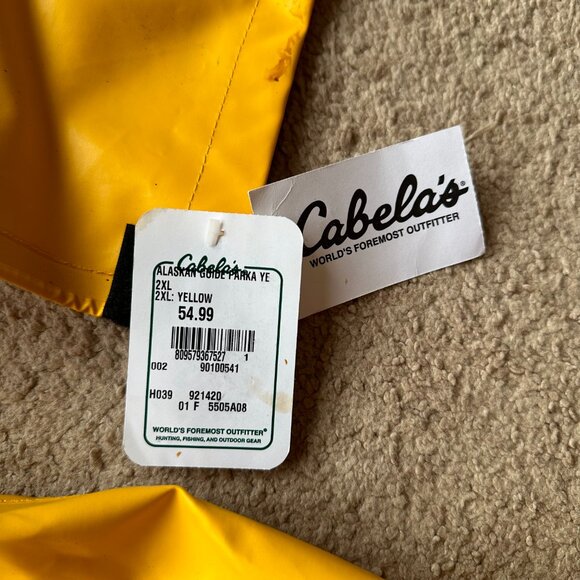 Cabela's®
WORLD'S FOREMOST OUTFITTER
Cabela's
ALASKAN GUIDE PARKA YE
2XL
2XL: YELLOW
54.99
809579367527 1
002 90100541
H039 921420
01 F 5505A08
WORLD'S FOREMOST OUTFITTER®
HUNTING, FISHING, AND OUTDOOR GEAR